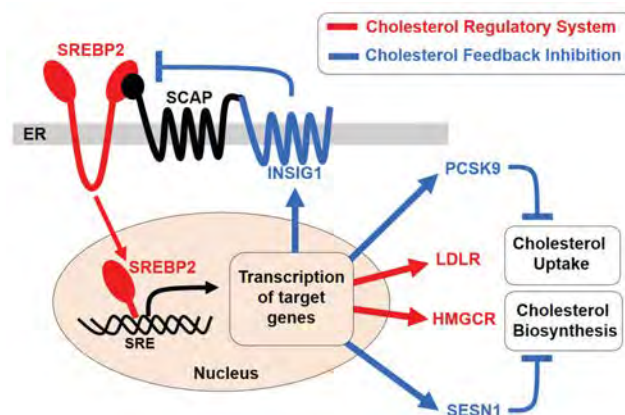 SREBP2
Cholesterol Regulatory System
Cholesterol Feedback Inhibition
SCAP
ER
INSIG1
PCSK9
SREBP2
Transcription
of target
genes
LDLR
HMGCR
Cholesterol
Uptake
Cholesterol
Biosynthesis
SRE
Nucleus
SESN1